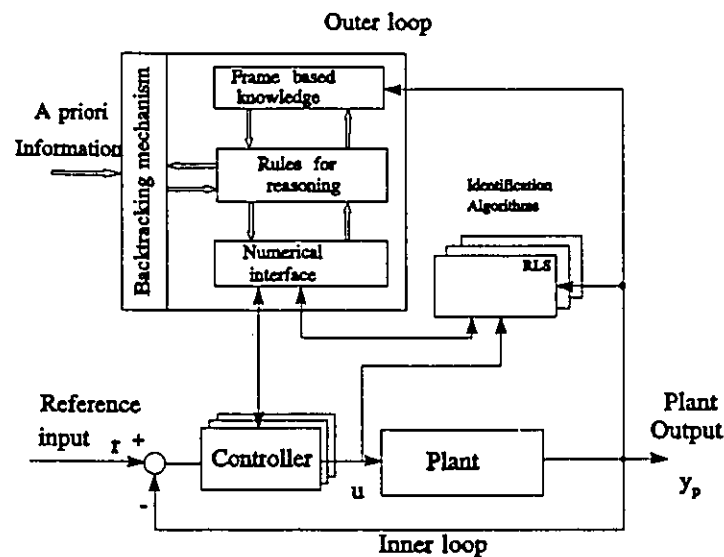 Outer loop
Frame based
knowledge
A priori
Information
Backtracking mechanism
Rules for
reasoning
Identification
Algorithms
RLS
Numerical
interface
Reference
input
r
+
-
Controller
u
Plant
Plant
Output
yₚ
Inner loop